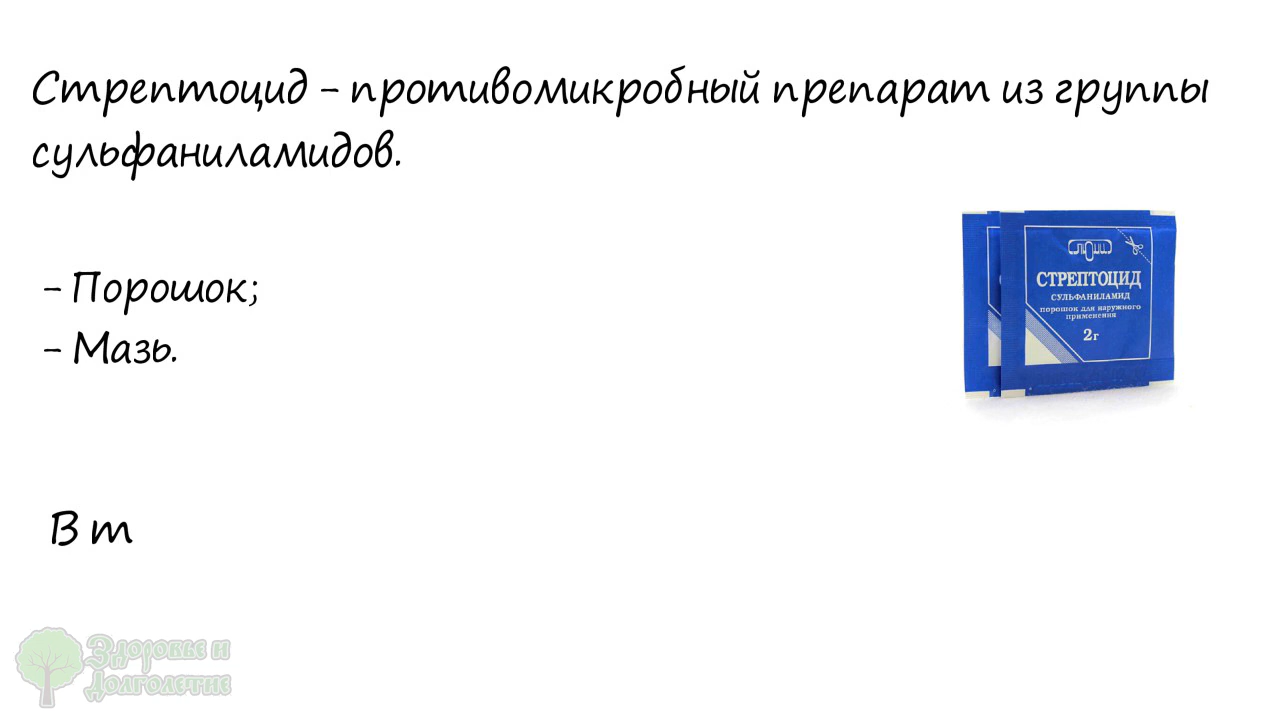 Стрептоцид - противомикробный препарат из группы
сульфаниламидов.
- Порошок;
- Мазь.
СТРЕПТОЦИД
СУЛЬФАНИЛАМИД
порошок для наружного
применения
2г
В т
Здоровье и
Долголетие